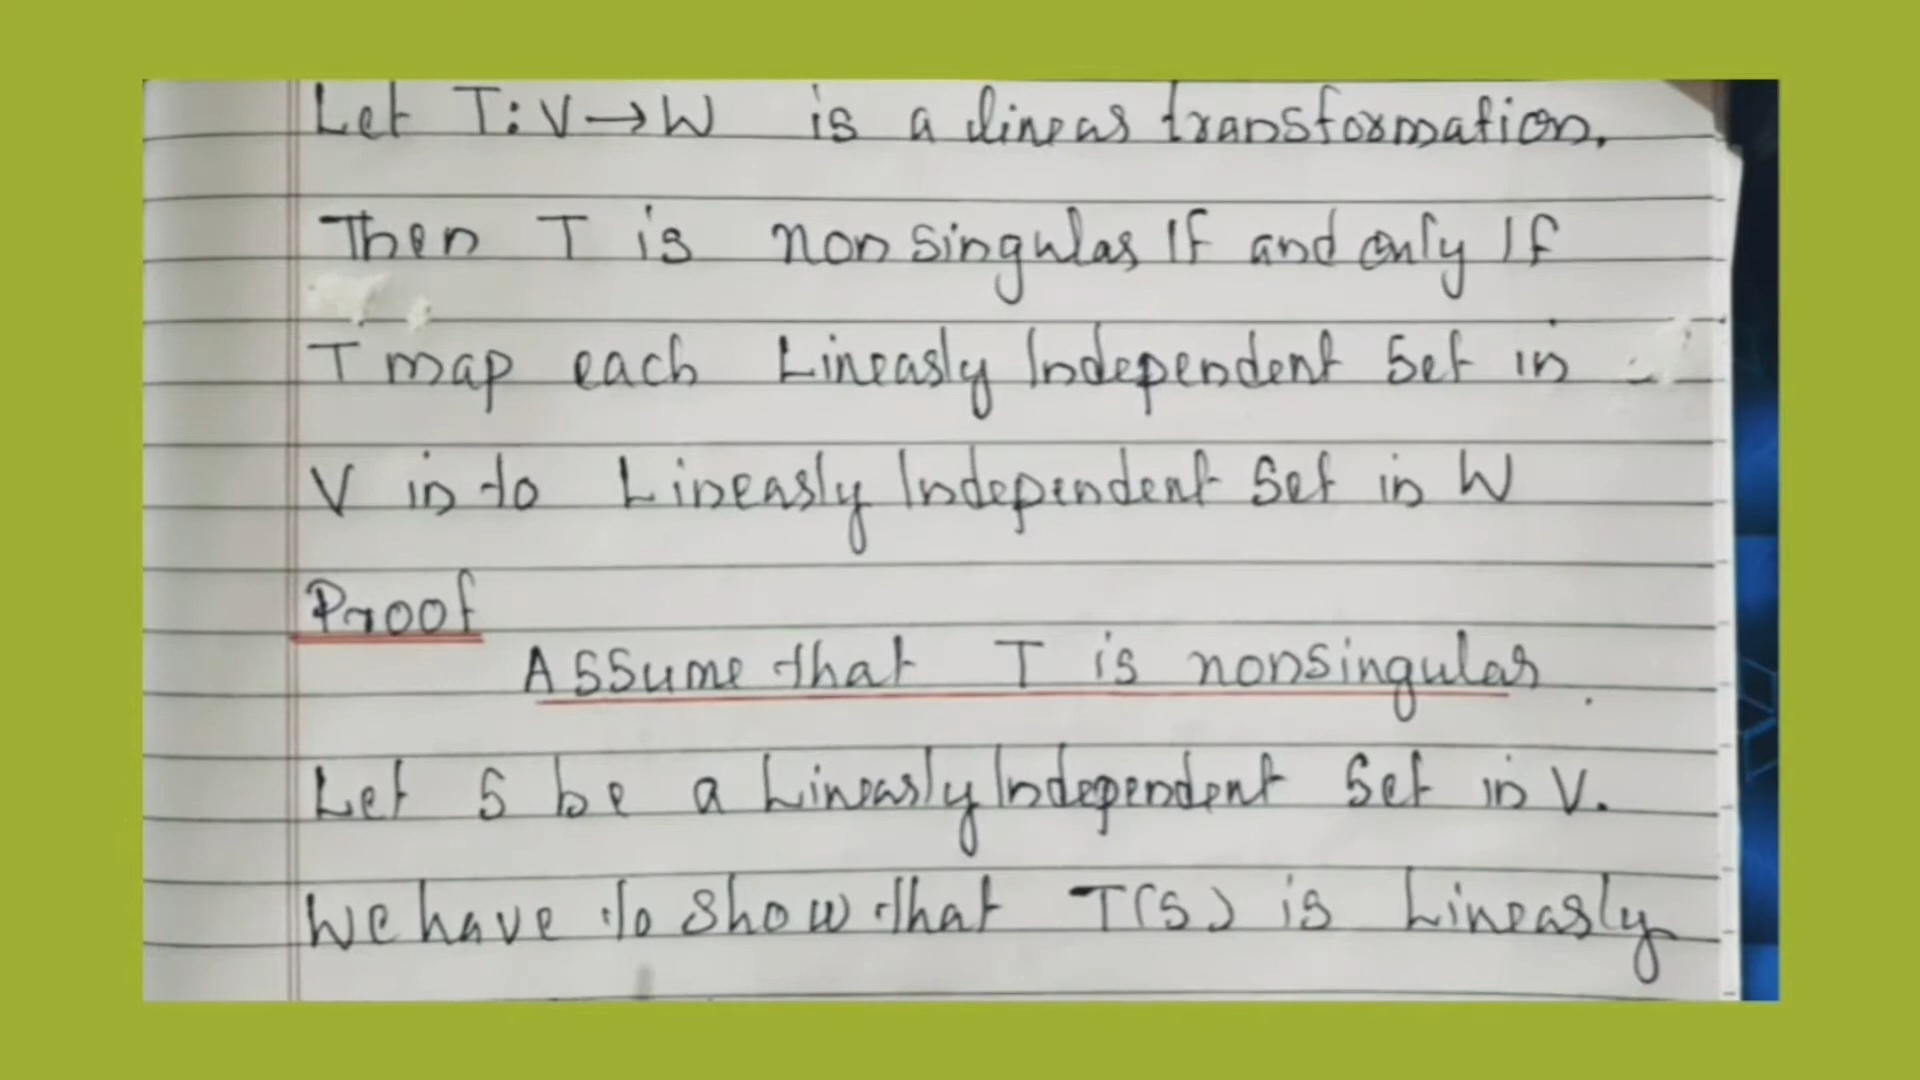 Let T:V→W is a linear transformation.
Then T is nonsingular If and only If
T map each Linearly Independent Set in
V in to Linearly Independent Set in W
Proof
Assume that T is nonsingular.
Let S be a Linearly Independent Set in V.
We have to show that T(S) is Linearly